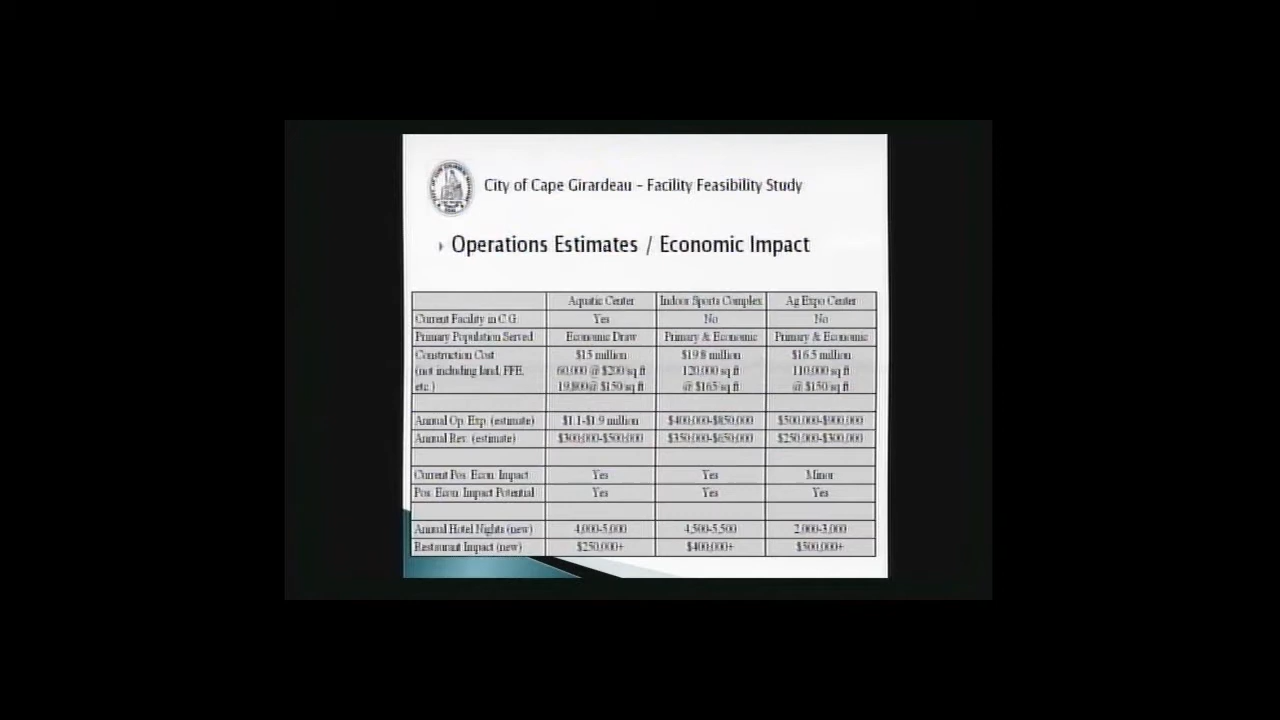 City of Cape Girardeau – Facility Feasibility Study
Operations Estimates / Economic Impact
Aquatic Center Indoor Sports Complex Ag Expo Center
Current Facility in C.G. Yes No No
Primary Population Served Economic Draw Primary & Economic Primary & Economic
Construction Cost $15 million $19.8 million $16.5 million
(not including land, FFE, 60,000 @ $200/sq ft 120,000 sq ft 110,000 sq ft
etc.) 19,800@ $150/sq ft @ $165/sq ft @ $150/sq ft
Annual Op. Exp. (estimate) $1.1-$1.9 million $400,000-$850,000 $500,000-$900,000
Annual Rev. (estimate) $300,000-$500,000 $350,000-$650,000 $250,000-$300,000
Current Pos. Econ. Impact Yes Yes Minor
Pos. Econ. Impact Potential Yes Yes Yes
Annual Hotel Nights (new) 4,000-5,000 4,500-5,500 2,000-3,000
Restaurant Impact (new) $250,000+ $400,000+ $500,000+